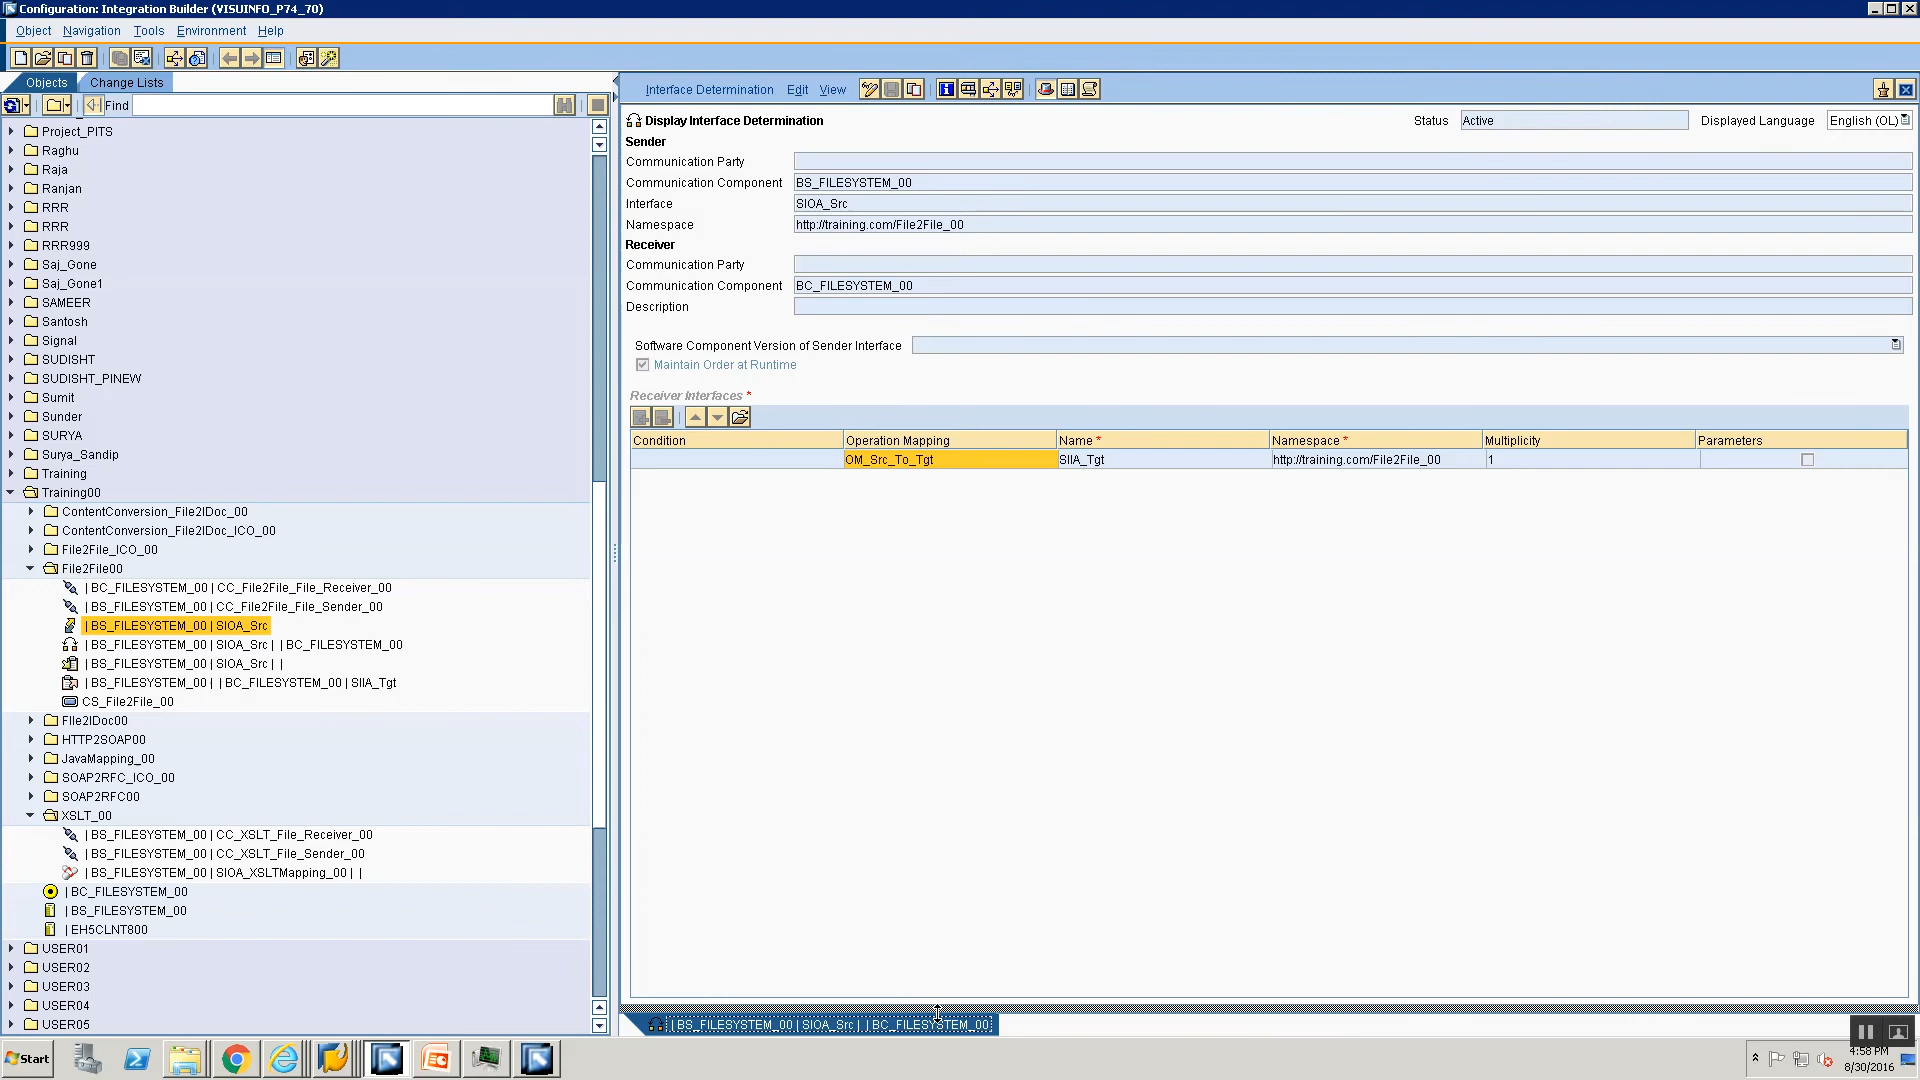 Configuration: Integration Builder (VISUINFO_P74_70)
Object Navigation Tools Environment Help
Objects Change Lists
Find
Project_PITS
Raghu
Raja
Ranjan
RRR
RRR
RRR999
Saj_Gone
Saj_Gone1
SAMEER
Santosh
Signal
SUDISHT
SUDISHT_PINEW
Sumit
Sunder
SURYA
Surya_Sandip
Training
Training00
ContentConversion_File2IDoc_00
ContentConversion_File2IDoc_ICO_00
File2File_ICO_00
File2File00
| BC_FILESYSTEM_00 | CC_File2File_File_Receiver_00
| BS_FILESYSTEM_00 | CC_File2File_File_Sender_00
| BS_FILESYSTEM_00 | SIOA_Src
| BS_FILESYSTEM_00 | SIOA_Src | | BC_FILESYSTEM_00
| BS_FILESYSTEM_00 | SIOA_Src | |
| BS_FILESYSTEM_00 | | BC_FILESYSTEM_00 | SIIA_Tgt
CS_File2File_00
FIle2IDoc00
HTTP2SOAP00
JavaMapping_00
SOAP2RFC_ICO_00
SOAP2RFC00
XSLT_00
| BS_FILESYSTEM_00 | CC_XSLT_File_Receiver_00
| BS_FILESYSTEM_00 | CC_XSLT_File_Sender_00
| BS_FILESYSTEM_00 | SIOA_XSLTMapping_00 | |
| BC_FILESYSTEM_00
| BS_FILESYSTEM_00
| EH5CLNT800
USER01
USER02
USER03
USER04
USER05
Interface Determination Edit View
Display Interface Determination Status Active Displayed Language English (OL)
Sender
Communication Party
Communication Component BS_FILESYSTEM_00
Interface SIOA_Src
Namespace http://training.com/File2File_00
Receiver
Communication Party
Communication Component BC_FILESYSTEM_00
Description
Software Component Version of Sender Interface
Maintain Order at Runtime
Receiver Interfaces *
Condition Operation Mapping Name * Namespace * Multiplicity Parameters
OM_Src_To_Tgt SIIA_Tgt http://training.com/File2File_00 1
| BS_FILESYSTEM_00 | SIOA_Src | | BC_FILESYSTEM_00
Start
4:58 PM
8/30/2016